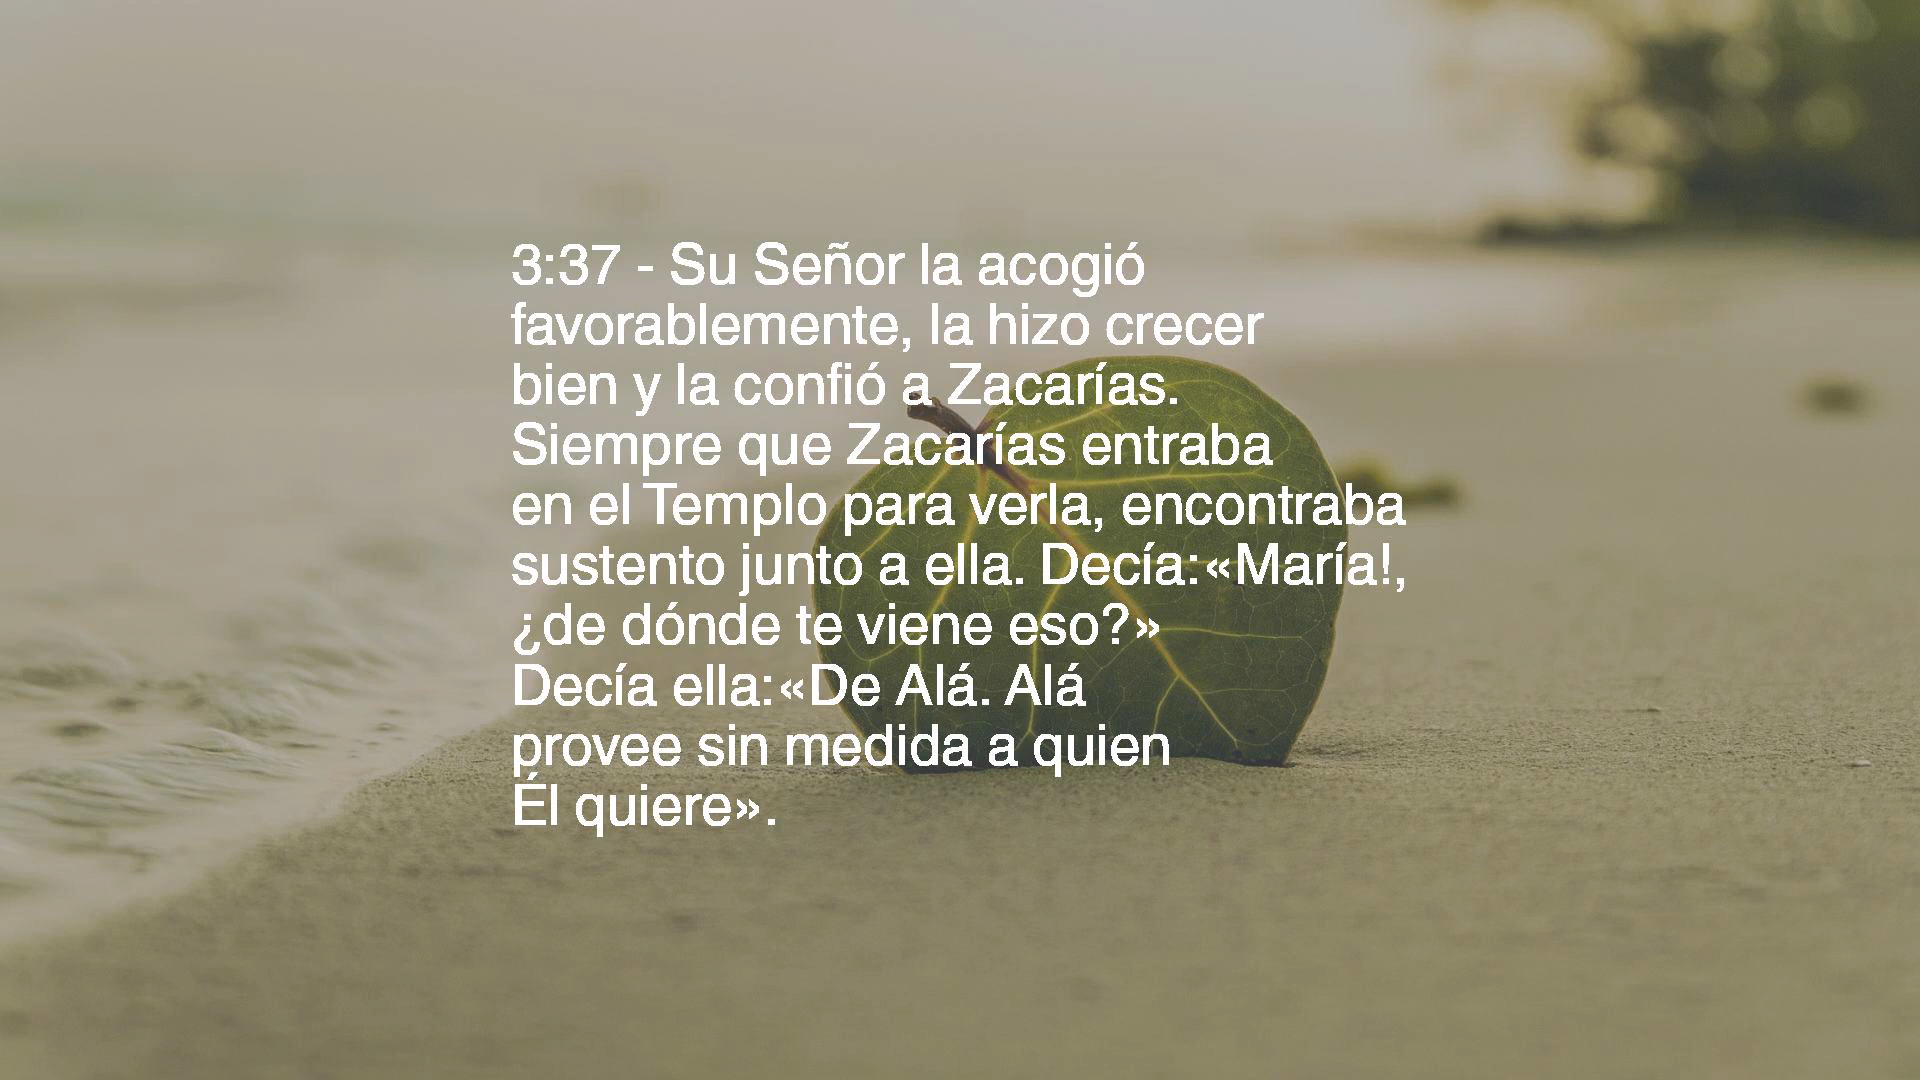 3:37 - Su Señor la acogió
favorablemente, la hizo crecer
bien y la confió a Zacarías.
Siempre que Zacarías entraba
en el Templo para verla, encontraba
sustento junto a ella. Decía:«María!,
¿de dónde te viene eso?»
Decía ella:«De Alá. Alá
provee sin medida a quien
Él quiere».